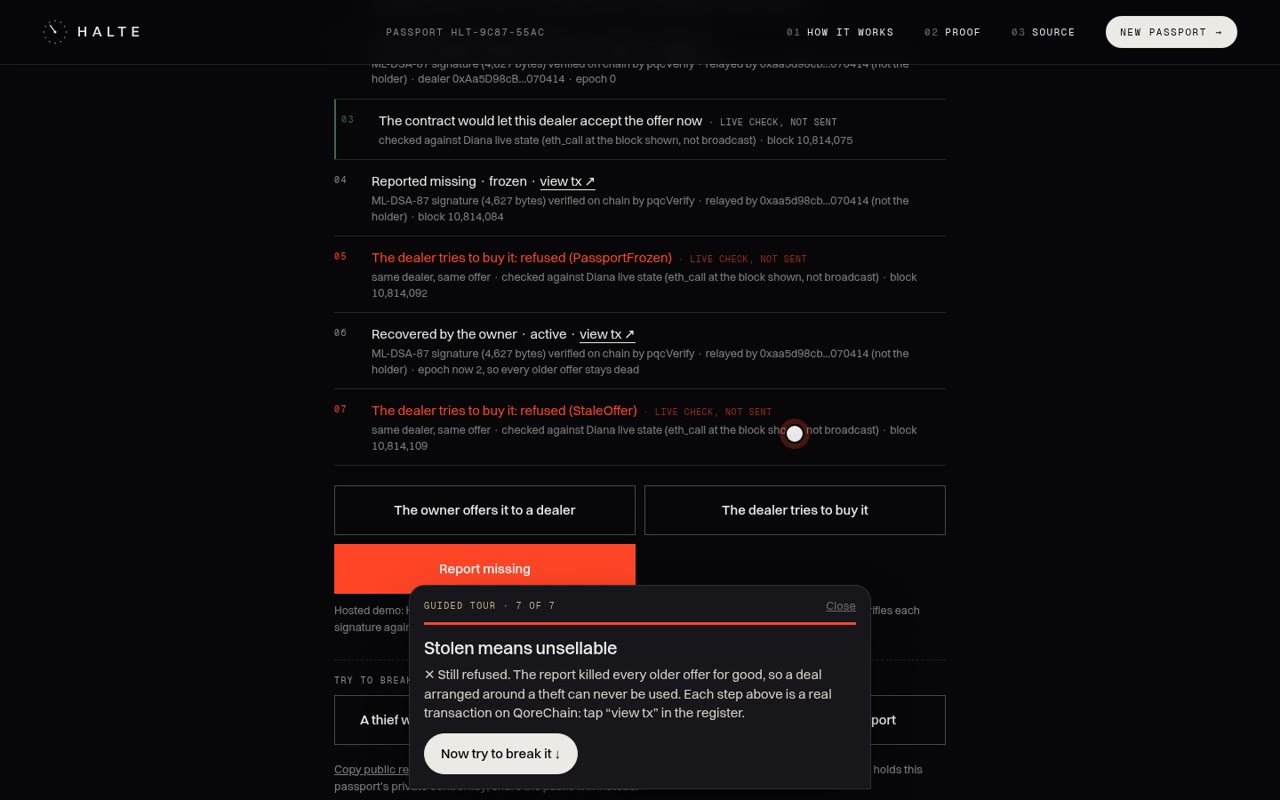 HALTE
PASSPORT HLT-9C87-55AC
01 HOW IT WORKS
02 PROOF
03 SOURCE
NEW PASSPORT →
ML-DSA-87 signature (4,627 bytes) verified on chain by pqcVerify · relayed by 0xaa5d98cb…070414 (not the
holder) · dealer 0xAa5D98cB…070414 · epoch 0
03 The contract would let this dealer accept the offer now · LIVE CHECK, NOT SENT
checked against Diana live state (eth_call at the block shown, not broadcast) · block 10,814,075
04 Reported missing · frozen · view tx ↗
ML-DSA-87 signature (4,627 bytes) verified on chain by pqcVerify · relayed by 0xaa5d98cb…070414 (not the
holder) · block 10,814,084
05 The dealer tries to buy it: refused (PassportFrozen) · LIVE CHECK, NOT SENT
same dealer, same offer · checked against Diana live state (eth_call at the block shown, not broadcast) · block
10,814,092
06 Recovered by the owner · active · view tx ↗
ML-DSA-87 signature (4,627 bytes) verified on chain by pqcVerify · relayed by 0xaa5d98cb…070414 (not the
holder) · epoch now 2, so every older offer stays dead
07 The dealer tries to buy it: refused (StaleOffer) · LIVE CHECK, NOT SENT
same dealer, same offer · checked against Diana live state (eth_call at the block not broadcast) · block
10,814,109
The owner offers it to a dealer
The dealer tries to buy it
Report missing
Hosted demo:
signature
GUIDED TOUR · 7 OF 7
Close
Stolen means unsellable
✕ Still refused. The report killed every older offer for good, so a deal
arranged around a theft can never be used. Each step above is a real
transaction on QoreChain: tap “view tx” in the register.
Now try to break it ↓
each
TRY TO
A thief
Copy public
holds this
passport's